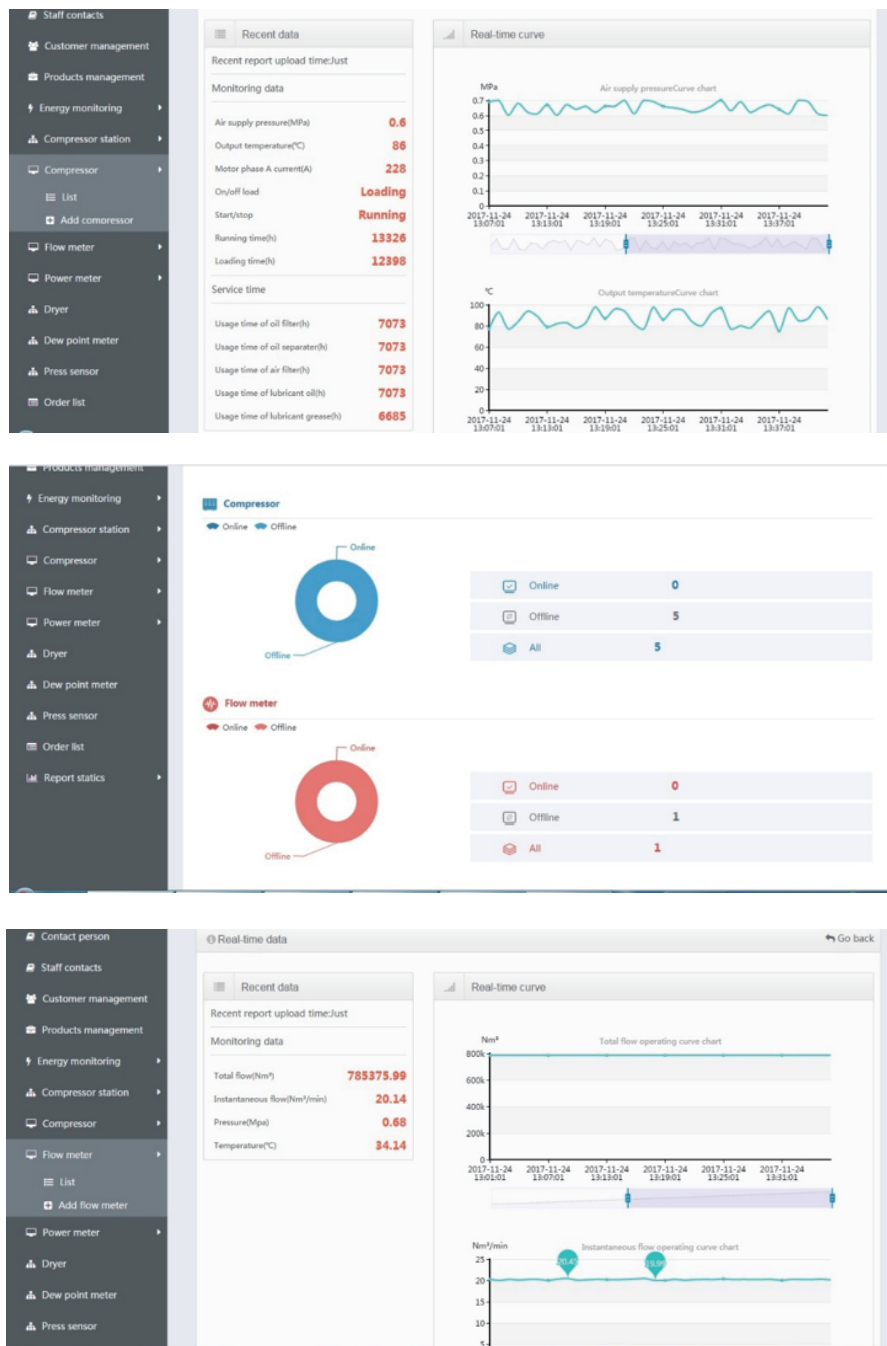 Staff contacts
Customer management
Products management
Energy monitoring
Compressor station
Compressor
List
Add compressor
Flow meter
Power meter
Dryer
Dew point meter
Press sensor
Order list
Recent data
Recent report upload time:Just
Monitoring data
Air supply pressure(MPa) 0.6
Output temperature(℃) 86
Motor phase A current(A) 228
On/off load Loading
Start/stop Running
Running time(h) 13326
Loading time(h) 12398
Service time
Usage time of oil filter(h) 7073
Usage time of oil separater(h) 7073
Usage time of air filter(h) 7073
Usage time of lubricant oil(h) 7073
Usage time of lubricant grease(h) 6685
Real-time curve
MPa Air supply pressureCurve chart
0.7
0.6
0.5
0.4
0.3
0.2
0.1
0
2017-11-24 2017-11-24 2017-11-24 2017-11-24 2017-11-24 2017-11-24
13:07:01 13:13:01 13:19:01 13:25:01 13:31:01 13:37:01
℃ Output temperatureCurve chart
100
80
60
40
20
0
2017-11-24 2017-11-24 2017-11-24 2017-11-24 2017-11-24 2017-11-24
13:07:01 13:13:01 13:19:01 13:25:01 13:31:01 13:37:01
Products management
Energy monitoring
Compressor station
Compressor
Flow meter
Power meter
Dryer
Dew point meter
Press sensor
Order list
Report statics
Compressor
Online Offline
Online
Offline
Online 0
Offline 5
All 5
Flow meter
Online Offline
Online
Offline
Online 0
Offline 1
All 1
Contact person
Staff contacts
Customer management
Products management
Energy monitoring
Compressor station
Compressor
Flow meter
List
Add flow meter
Power meter
Dryer
Dew point meter
Press sensor
Real-time data Go back
Recent data
Recent report upload time:Just
Monitoring data
Total flow(Nm³) 785375.99
Instantaneous flow(Nm³/min) 20.14
Pressure(Mpa) 0.68
Temperature(℃) 34.14
Real-time curve
Nm³ Total flow operating curve chart
800k
600k
400k
200k
0
2017-11-24 2017-11-24 2017-11-24 2017-11-24 2017-11-24 2017-11-24
13:01:01 13:07:01 13:13:01 13:19:01 13:25:01 13:31:01
Nm³/min Instantaneous flow operating curve chart
25
20.43 19.99
20
15
10
5